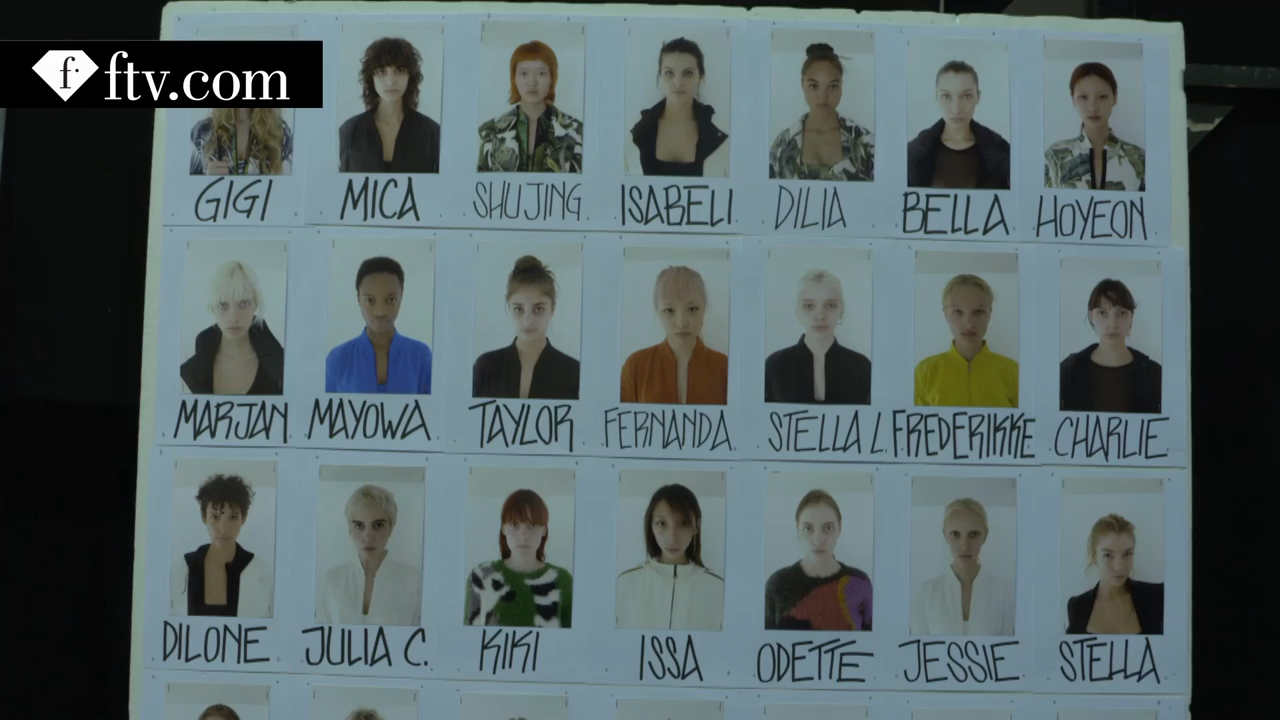 f ftv.com
GIGI MICA SHUJING ISABELI DILIA BELLA HOYEON
MARJAN MAYOWA TAYLOR FERNANDA STELLA L FREDERIKKE CHARLIE
DILONE JULIA C. KIKI ISSA ODETTE JESSIE STELLA